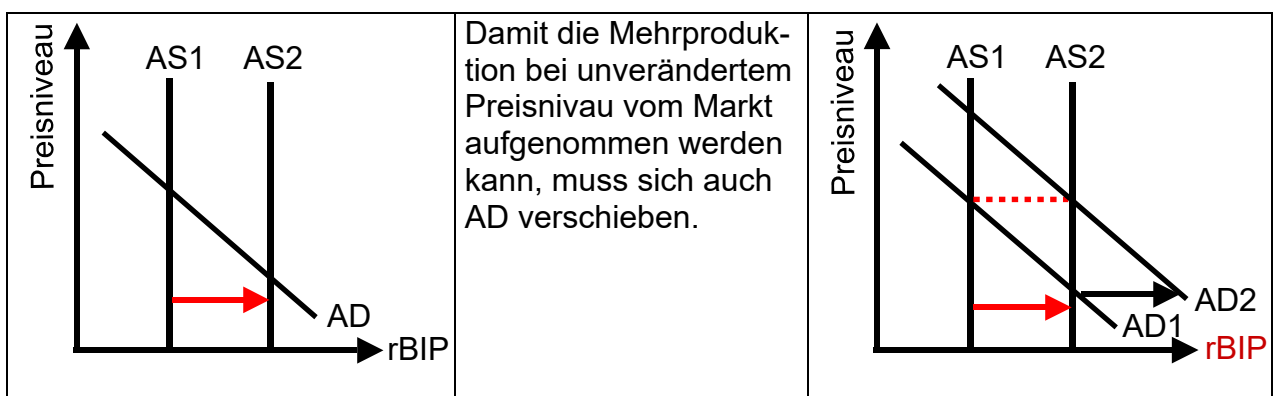 Preisniveau
AS1 AS2
AD
rBIP
Damit die Mehrproduk-
tion bei unverändertem
Preisnivau vom Markt
aufgenommen werden
kann, muss sich auch
AD verschieben.
Preisniveau
AS1 AS2
AD2
AD1
rBIP